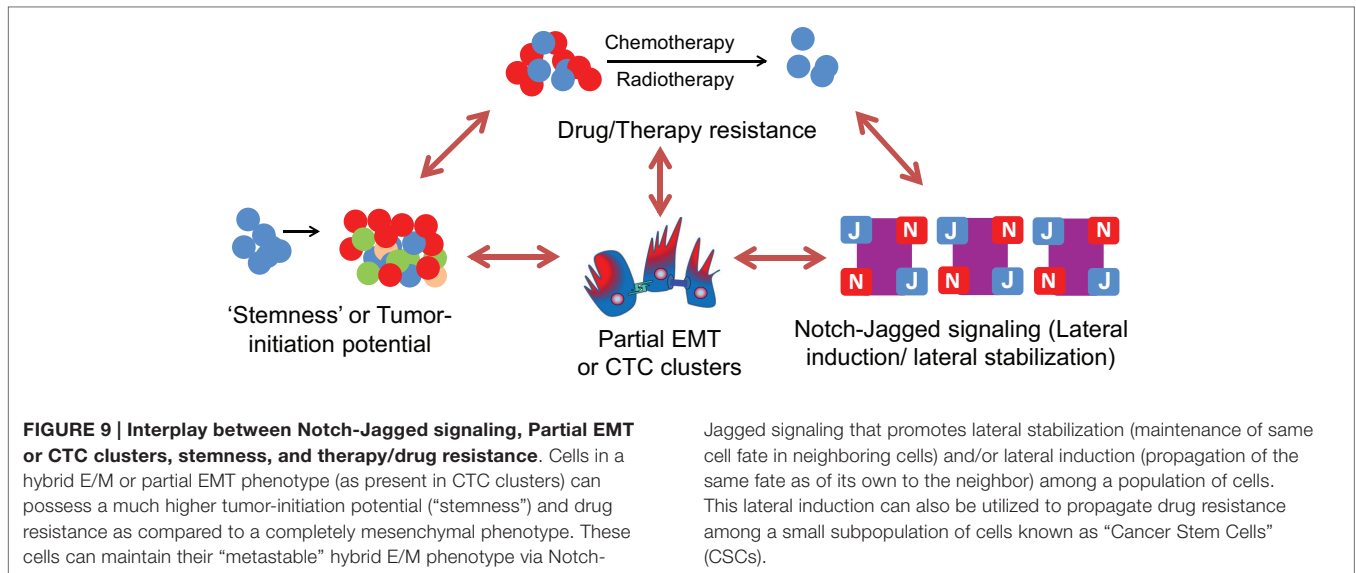 Chemotherapy
Radiotherapy
Drug/Therapy resistance
J N J N J N
N J N J N J
'Stemness' or Tumor-
initiation potential
Partial EMT
or CTC clusters
Notch-Jagged signaling (Lateral
induction/ lateral stabilization)
FIGURE 9 | Interplay between Notch-Jagged signaling, Partial EMT
or CTC clusters, stemness, and therapy/drug resistance. Cells in a
hybrid E/M or partial EMT phenotype (as present in CTC clusters) can
possess a much higher tumor-initiation potential ("stemness") and drug
resistance as compared to a completely mesenchymal phenotype. These
cells can maintain their "metastable" hybrid E/M phenotype via Notch-
Jagged signaling that promotes lateral stabilization (maintenance of same
cell fate in neighboring cells) and/or lateral induction (propagation of the
same fate as of its own to the neighbor) among a population of cells.
This lateral induction can also be utilized to propagate drug resistance
among a small subpopulation of cells known as "Cancer Stem Cells"
(CSCs).